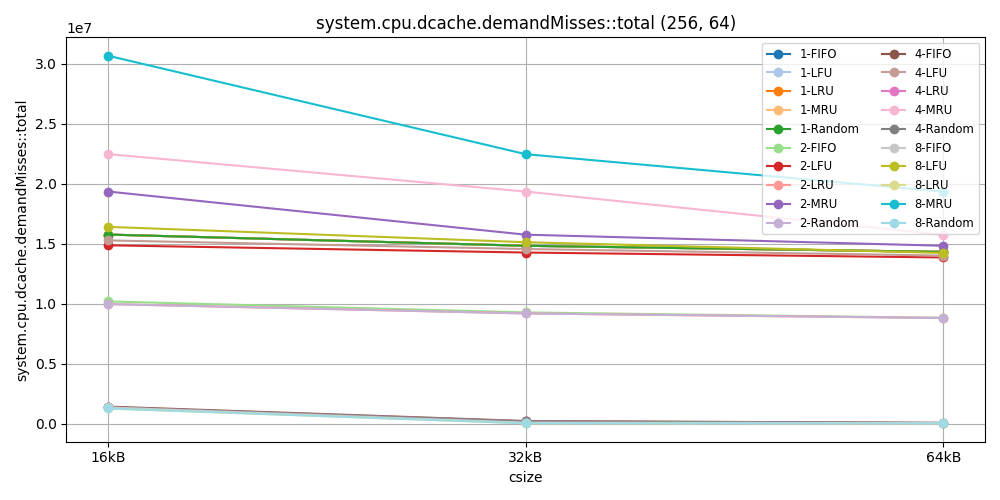 system.cpu.dcache.demandMisses::total (256, 64)
1e7
3.0
2.5
2.0
1.5
1.0
0.5
0.0
system.cpu.dcache.demandMisses::total
1-FIFO
1-LFU
1-LRU
1-MRU
1-Random
2-FIFO
2-LFU
2-LRU
2-MRU
2-Random
4-FIFO
4-LFU
4-LRU
4-MRU
4-Random
8-FIFO
8-LFU
8-LRU
8-MRU
8-Random
16kB
32kB
64kB
csize